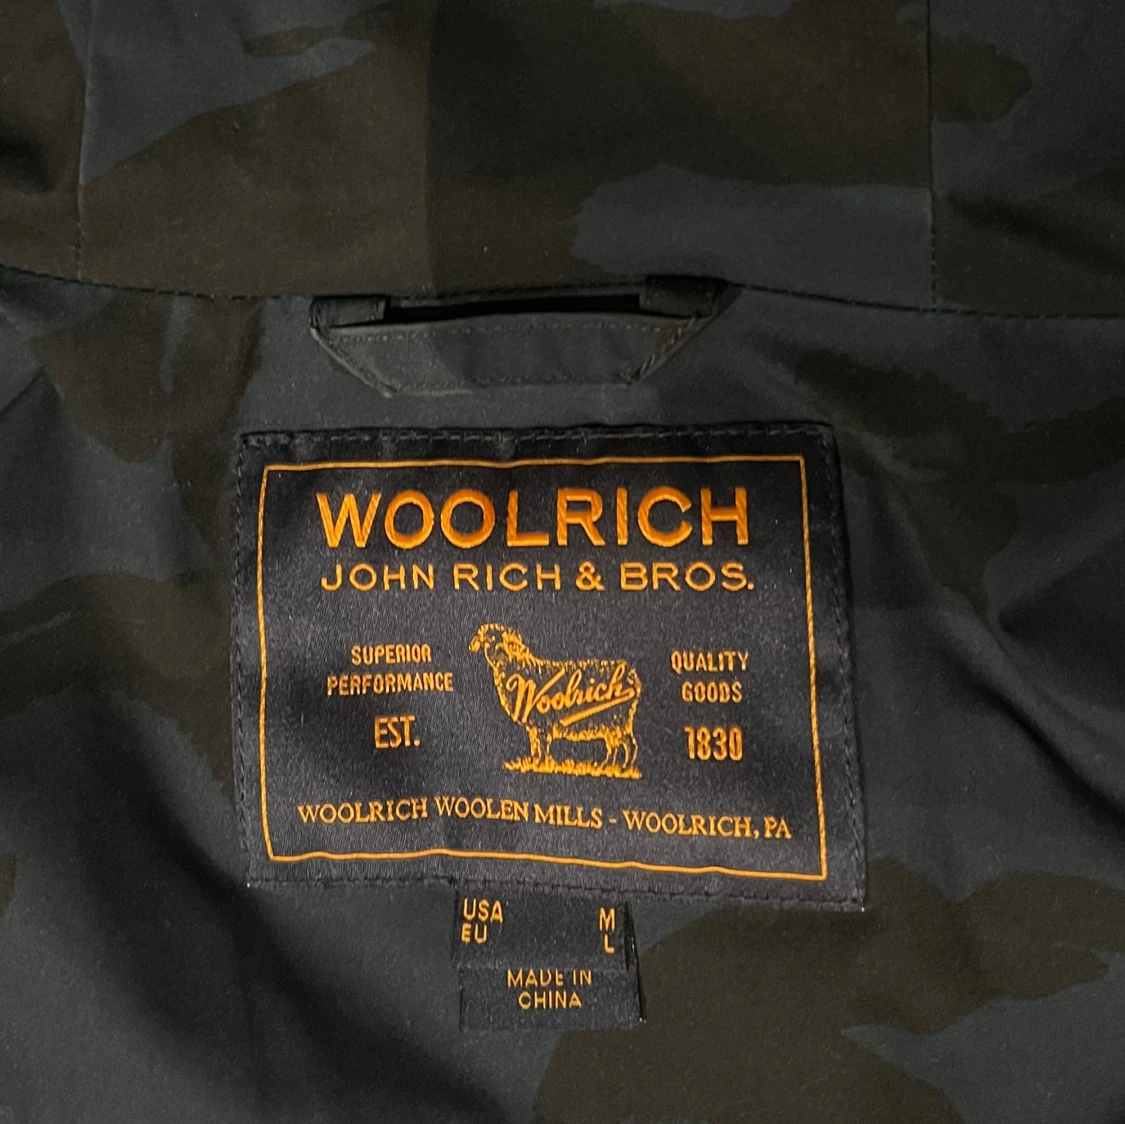 WOOLRICH
JOHN RICH & BROS.
SUPERIOR
PERFORMANCE
EST.
Woolrich
QUALITY
GOODS
1830
WOOLRICH WOOLEN MILLS - WOOLRICH, PA
USA M
EU L
MADE IN
CHINA